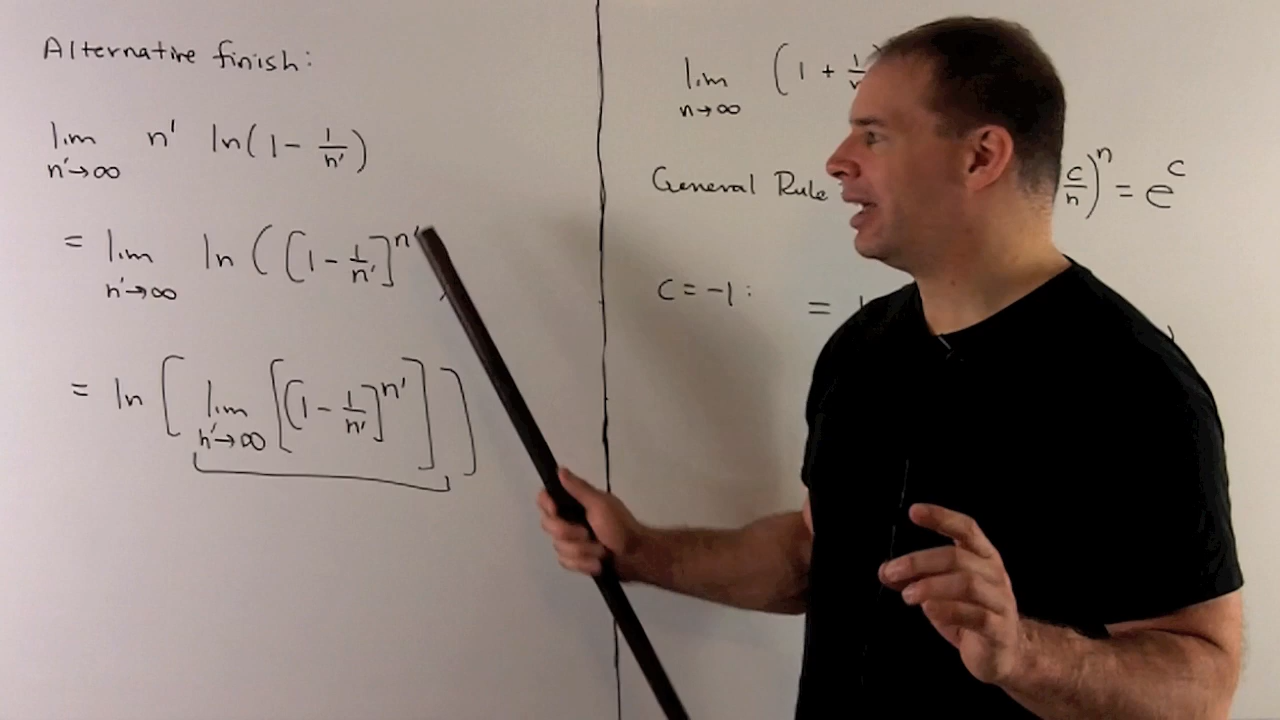 Alternative finish:
lim n'→∞ n' ln(1 - 1/n')
= lim n'→∞ ln([1 - 1/n']^n'
= ln[lim n'→∞ [[1 - 1/n']^n']]
lim n→∞ (1 + 1/n
General Rule c/n)^n = e^c
c = -1: =